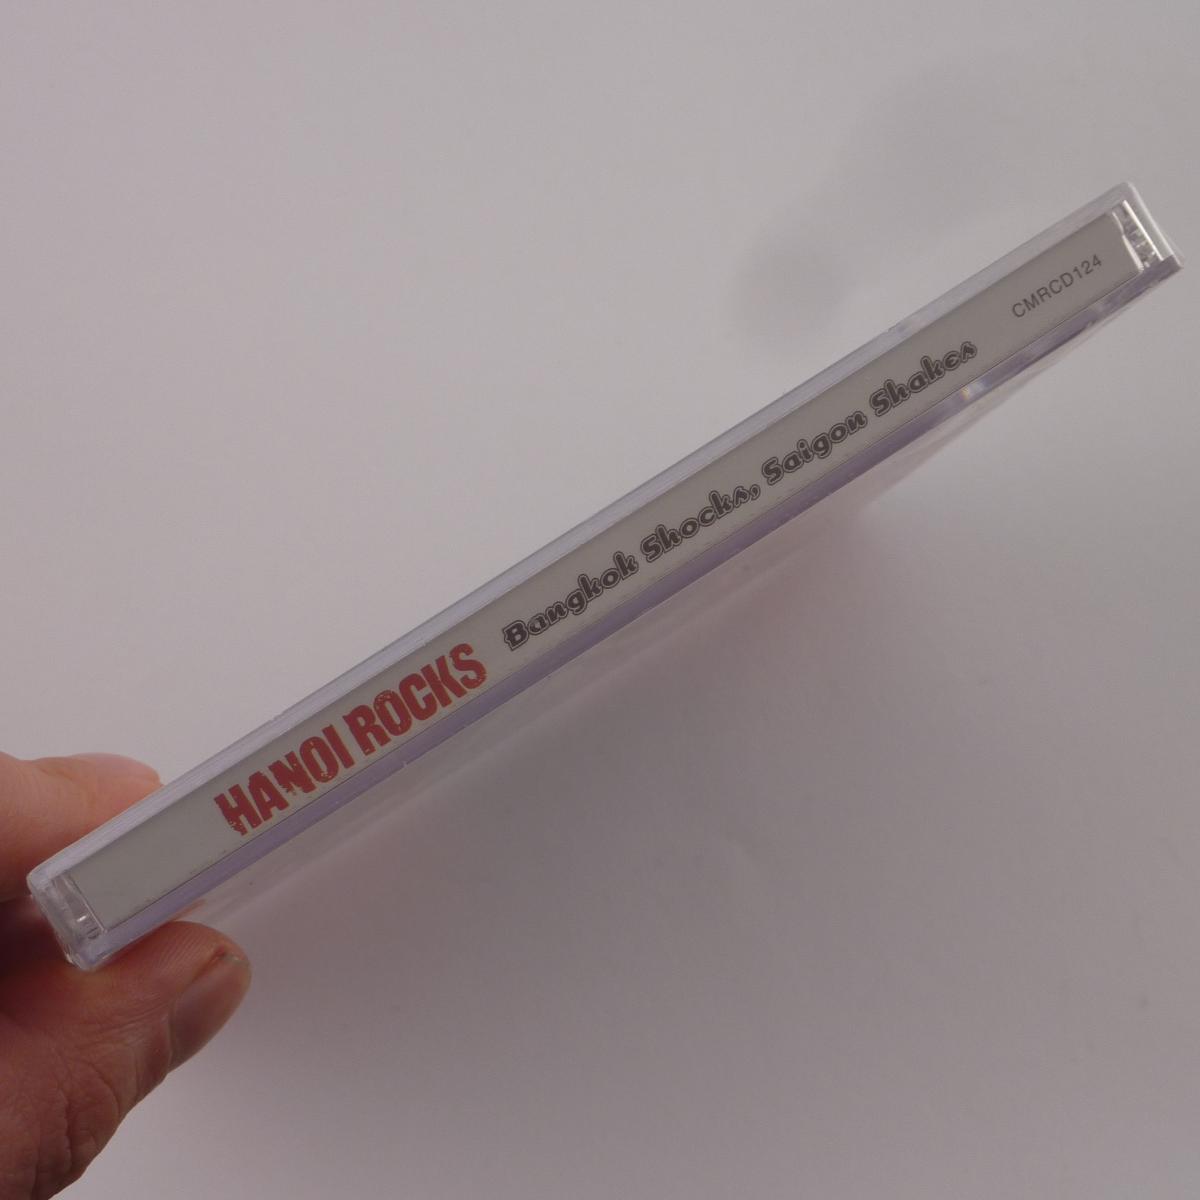 HANOI ROCKS Bangkok Shocks, Saigon Shakes CMRCD124